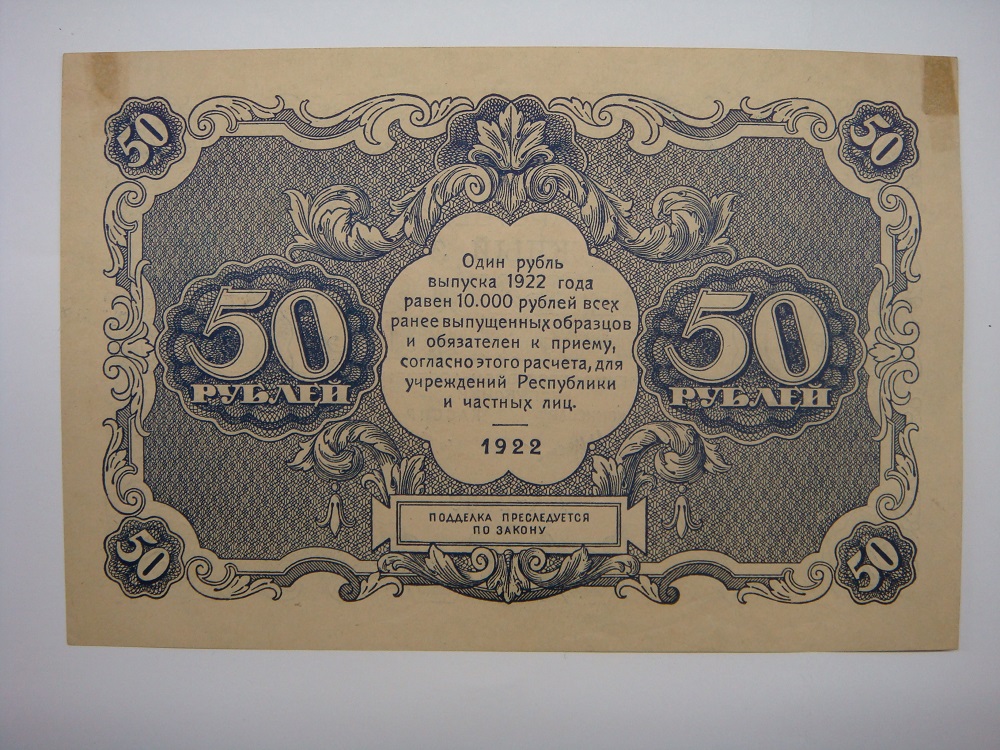 50
50
Один рубль
выпуска 1922 года
равен 10.000 рублей всех
ранее выпущенных образцов
и обязателен к приему,
согласно этого расчета, для
учреждений Республики
и частных лиц.
1922
50
РУБЛЕЙ
50
РУБЛЕЙ
ПОДДЕЛКА ПРЕСЛЕДУЕТСЯ
ПО ЗАКОНУ
50
50